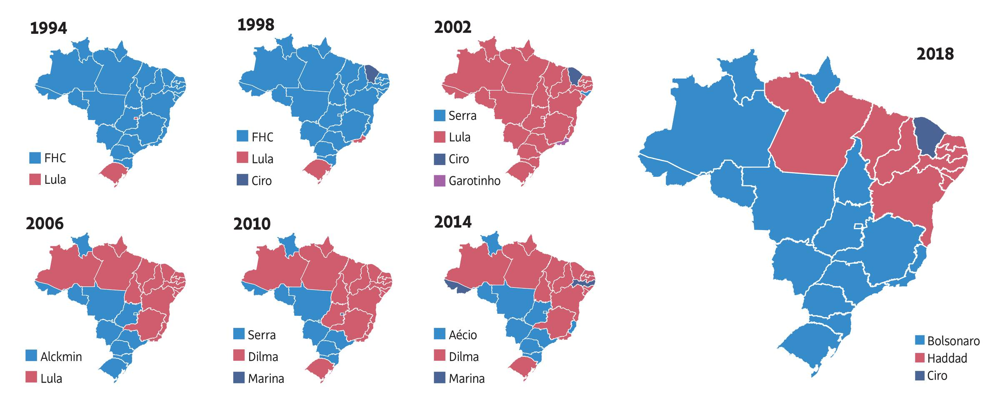 1994
FHC
Lula
1998
FHC
Lula
Ciro
2002
Serra
Lula
Ciro
Garotinho
2006
Alckmin
Lula
2010
Serra
Dilma
Marina
2014
Aécio
Dilma
Marina
2018
Bolsonaro
Haddad
Ciro